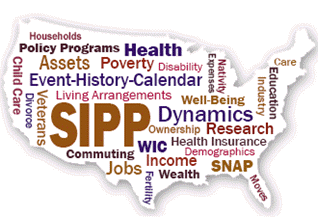 Households
Policy Programs
Health
Assets
Poverty
Disability
Nativity
Expenses
Education
Care
Child Care
Event-History-Calendar
Industry
Divorce
Veterans
Living Arrangements
Well-Being
SIPP
Dynamics
Ownership
Research
Commuting
WIC
Health Insurance
Demographics
Jobs
Income
SNAP
Fertility
Wealth
Moves